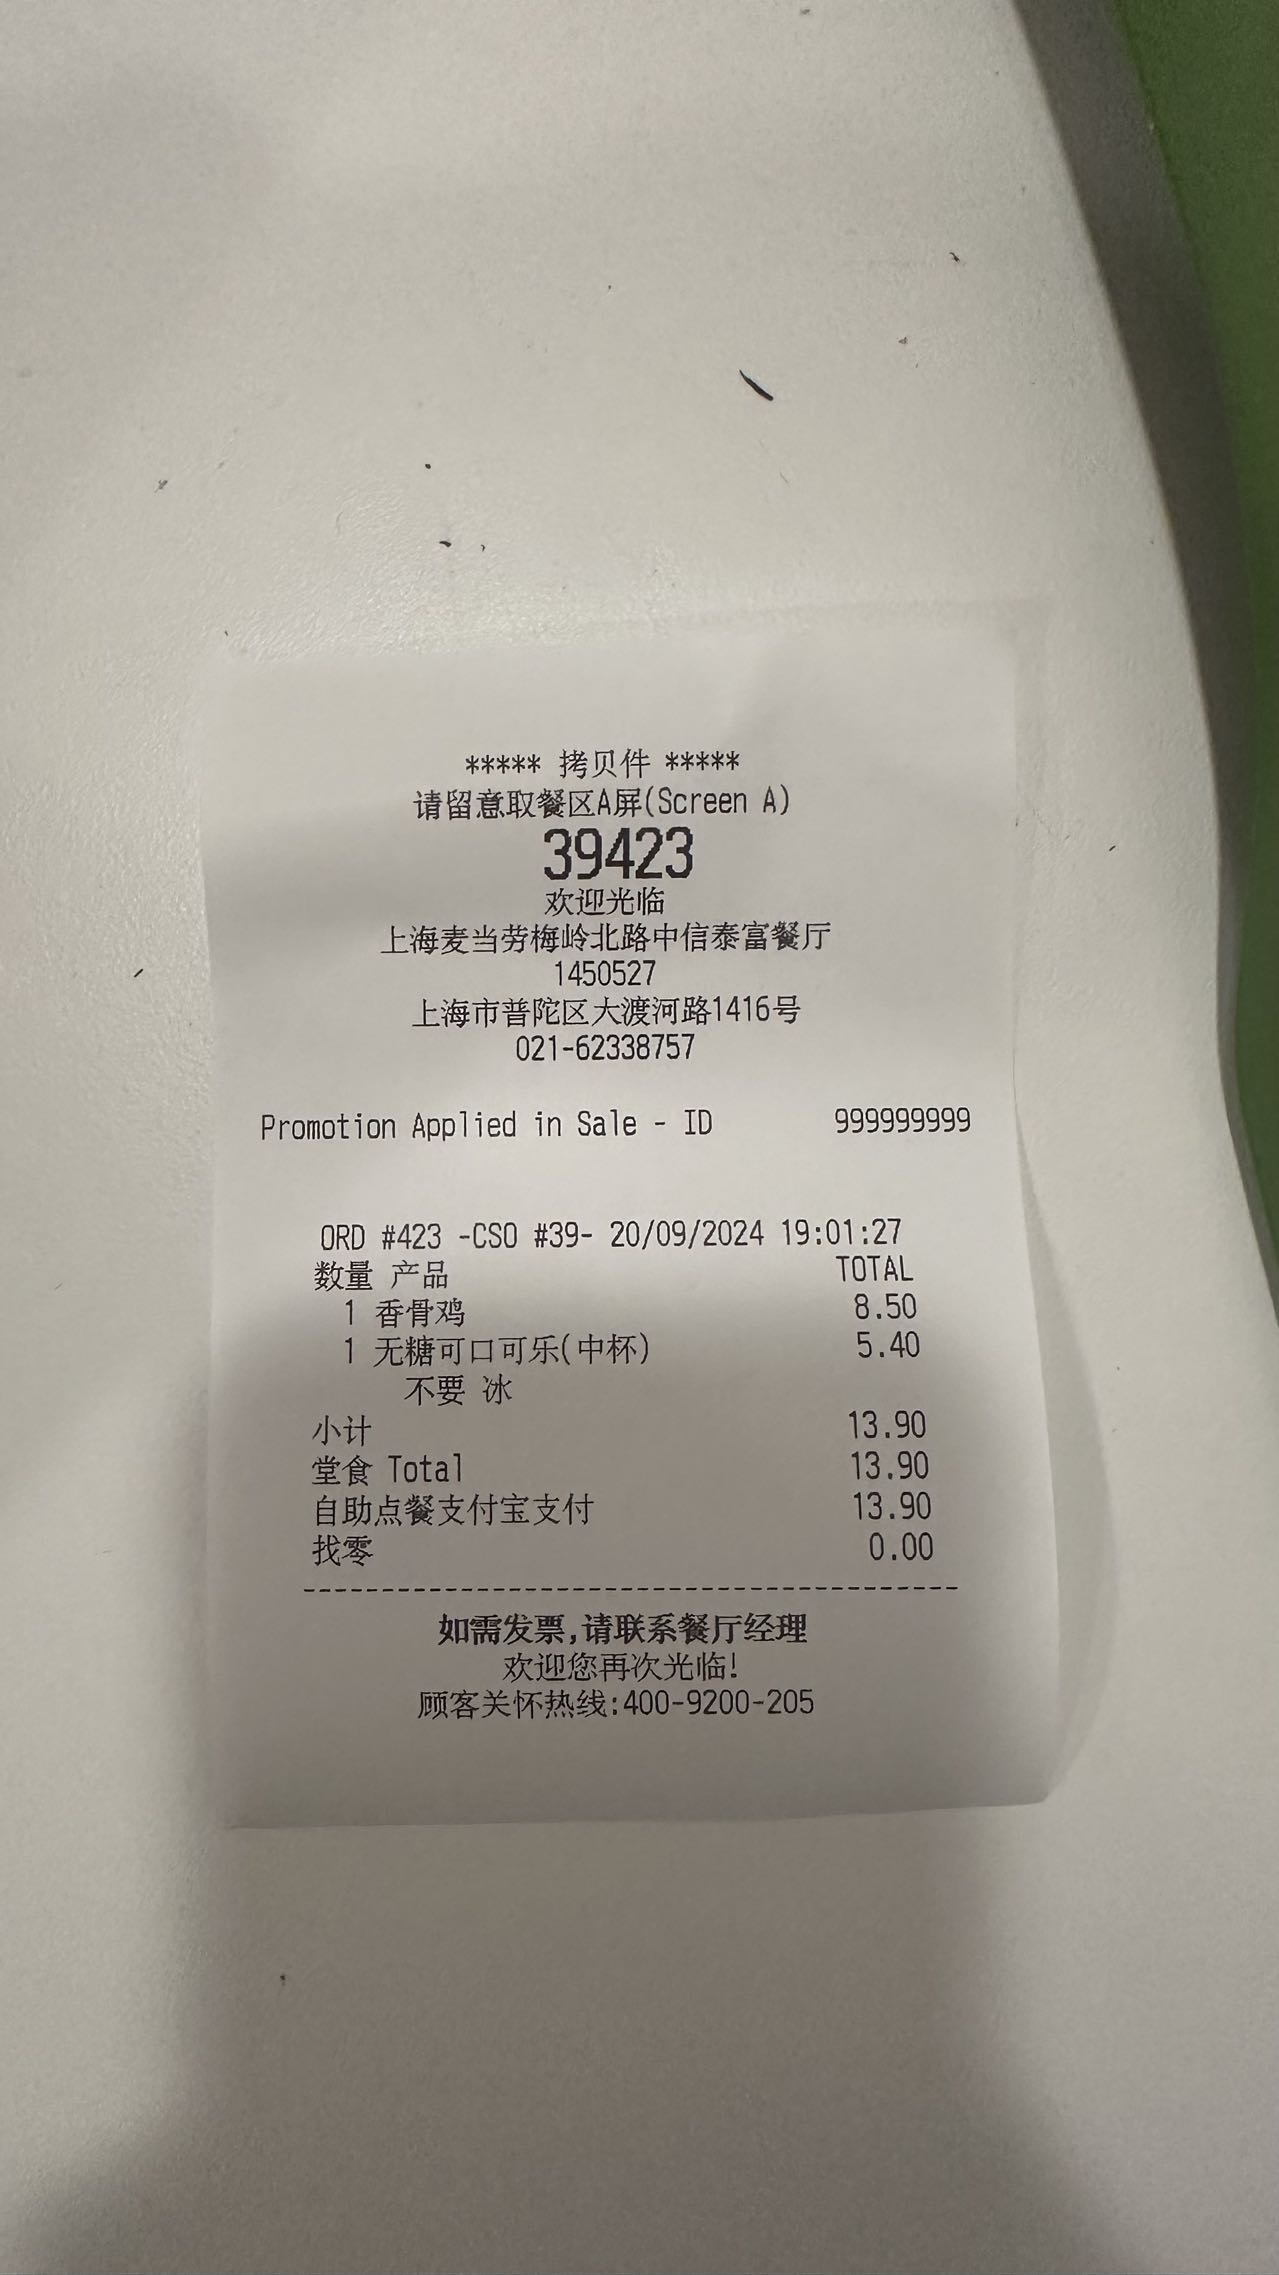 ***** 拷贝件 *****
请留意取餐区A屏(Screen A)
39423
欢迎光临
上海麦当劳梅岭北路中信泰富餐厅
1450527
上海市普陀区大渡河路1416号
021-62338757
Promotion Applied in Sale - ID 999999999
ORD #423 -CSO #39- 20/09/2024 19:01:27
数量 产品 TOTAL
1 香骨鸡 8.50
1 无糖可口可乐(中杯) 5.40
不要 冰
小计 13.90
堂食 Total 13.90
自助点餐支付宝支付 13.90
找零 0.00
----------------------------------------
如需发票,请联系餐厅经理
欢迎您再次光临!
顾客关怀热线:400-9200-205